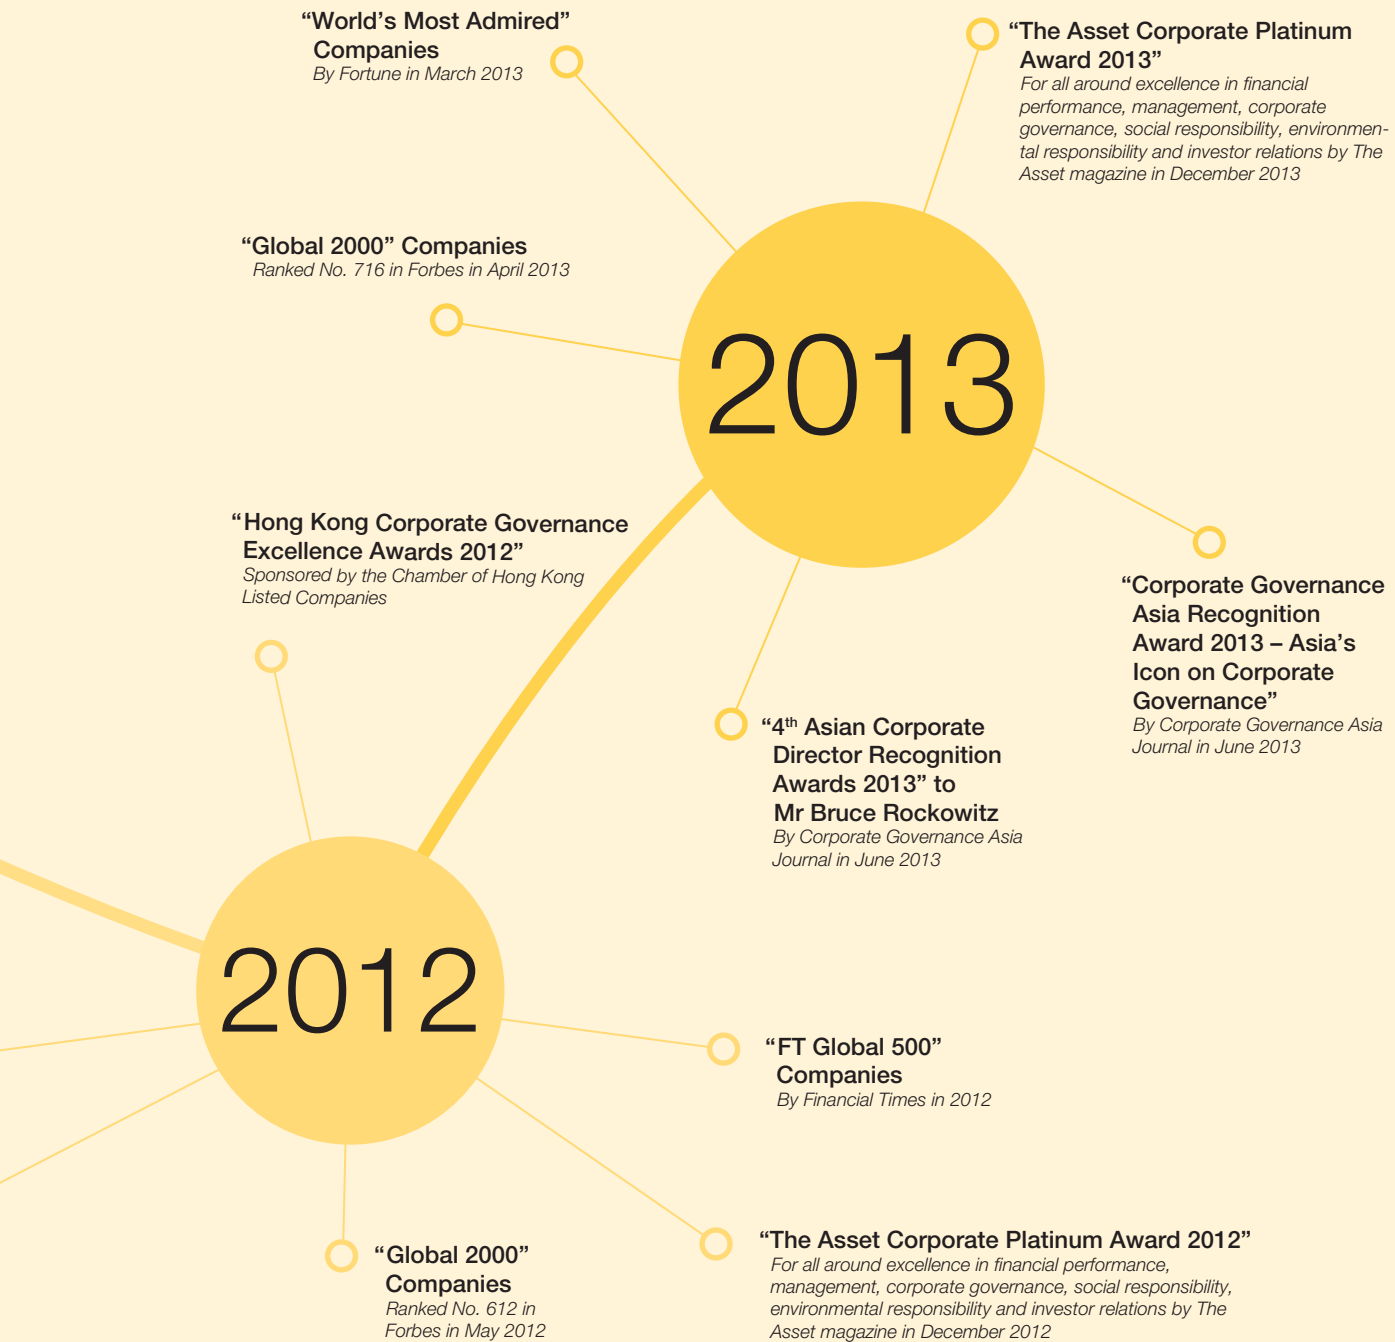 “World’s Most Admired”
Companies
By Fortune in March 2013
“The Asset Corporate Platinum
Award 2013”
For all around excellence in financial
performance, management, corporate
governance, social responsibility, environmen-
tal responsibility and investor relations by The
Asset magazine in December 2013
“Global 2000” Companies
Ranked No. 716 in Forbes in April 2013
2013
“Hong Kong Corporate Governance
Excellence Awards 2012”
Sponsored by the Chamber of Hong Kong
Listed Companies
“Corporate Governance
Asia Recognition
Award 2013 – Asia’s
Icon on Corporate
Governance”
By Corporate Governance Asia
Journal in June 2013
“4th Asian Corporate
Director Recognition
Awards 2013” to
Mr Bruce Rockowitz
By Corporate Governance Asia
Journal in June 2013
2012
“FT Global 500”
Companies
By Financial Times in 2012
“Global 2000”
Companies
Ranked No. 612 in
Forbes in May 2012
“The Asset Corporate Platinum Award 2012”
For all around excellence in financial performance,
management, corporate governance, social responsibility,
environmental responsibility and investor relations by The
Asset magazine in December 2012